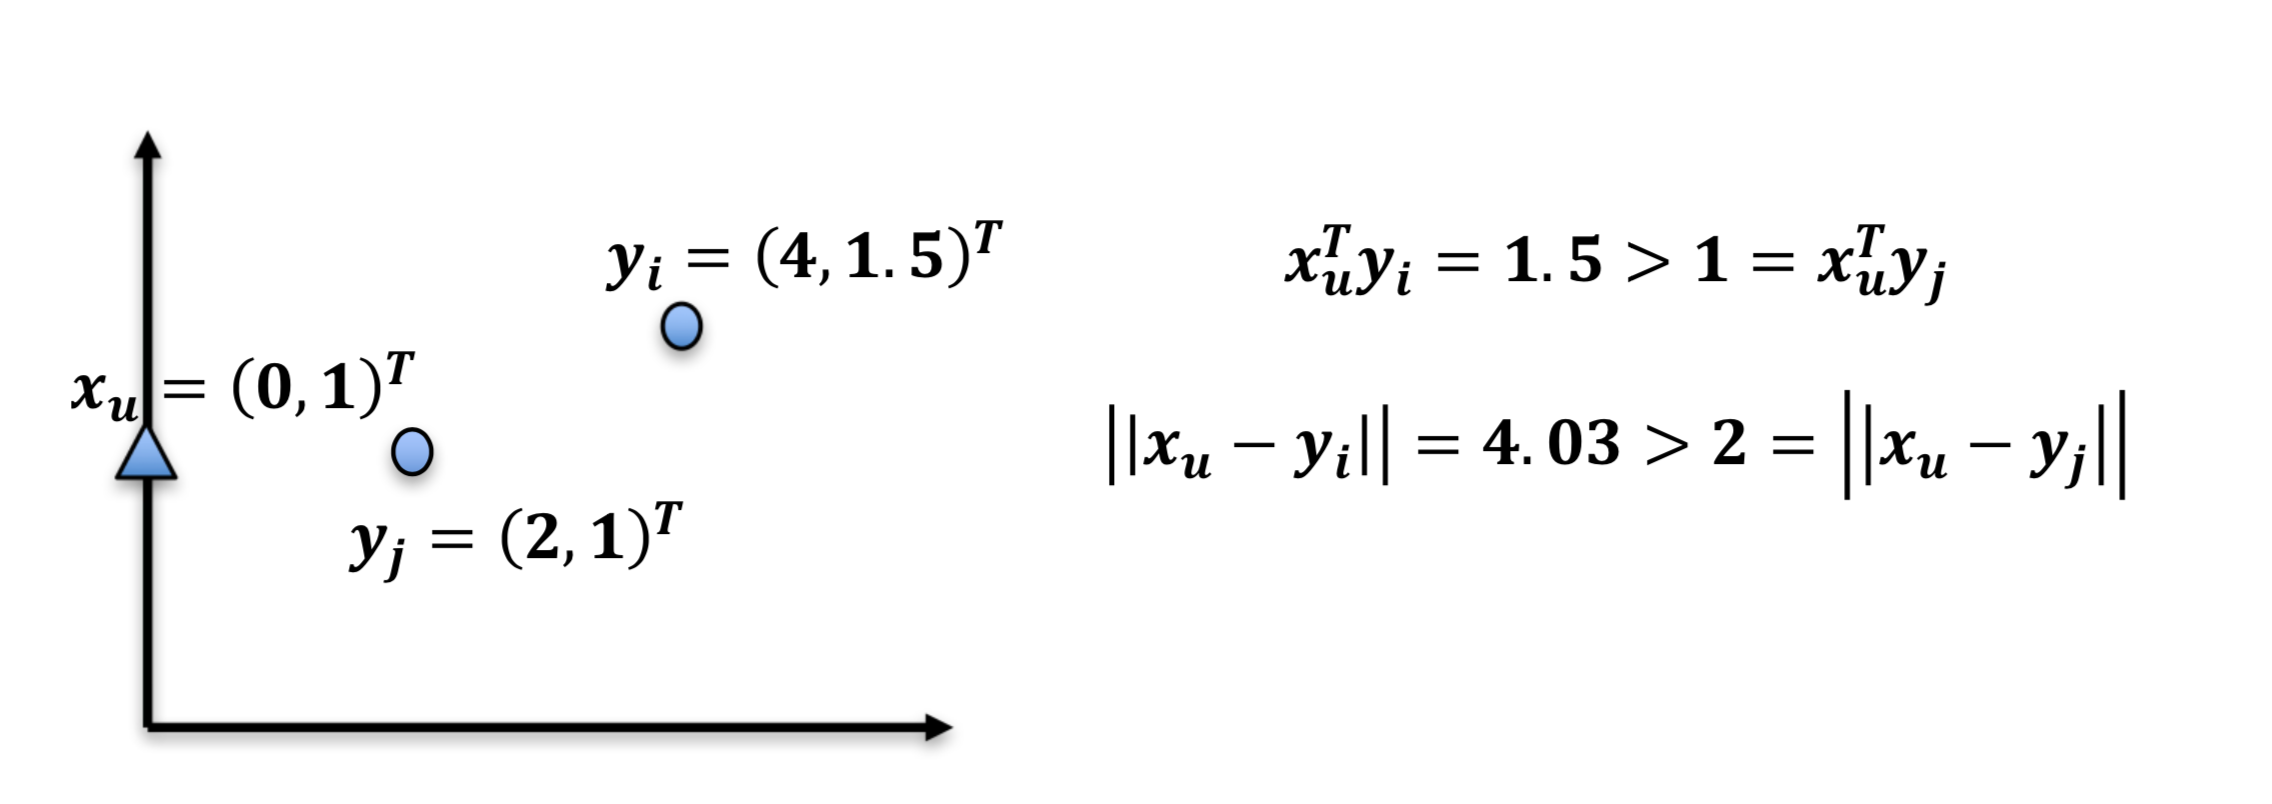 y_i = (4, 1.5)^T
x_u^T y_i = 1.5 > 1 = x_u^T y_j
x_u = (0, 1)^T
||x_u − y_i|| = 4.03 > 2 = ||x_u − y_j||
y_j = (2, 1)^T